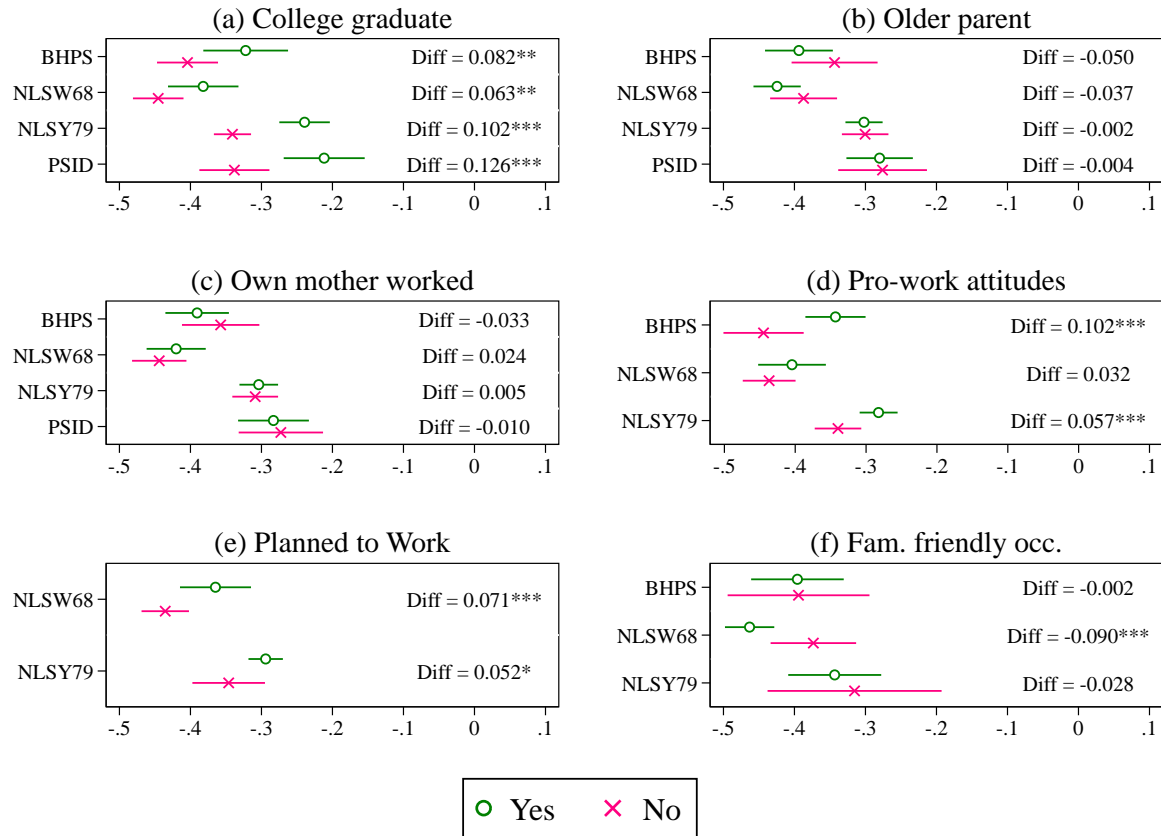 (a) College graduate
BHPS Diff = 0.082**
NLSW68 Diff = 0.063**
NLSY79 Diff = 0.102***
PSID Diff = 0.126***
-.5 -.4 -.3 -.2 -.1 0 .1
(b) Older parent
BHPS Diff = -0.050
NLSW68 Diff = -0.037
NLSY79 Diff = -0.002
PSID Diff = -0.004
-.5 -.4 -.3 -.2 -.1 0 .1
(c) Own mother worked
BHPS Diff = -0.033
NLSW68 Diff = 0.024
NLSY79 Diff = 0.005
PSID Diff = -0.010
-.5 -.4 -.3 -.2 -.1 0 .1
(d) Pro-work attitudes
BHPS Diff = 0.102***
NLSW68 Diff = 0.032
NLSY79 Diff = 0.057***
-.5 -.4 -.3 -.2 -.1 0 .1
(e) Planned to Work
NLSW68 Diff = 0.071***
NLSY79 Diff = 0.052*
-.5 -.4 -.3 -.2 -.1 0 .1
(f) Fam. friendly occ.
BHPS Diff = -0.002
NLSW68 Diff = -0.090***
NLSY79 Diff = -0.028
-.5 -.4 -.3 -.2 -.1 0 .1
Yes No